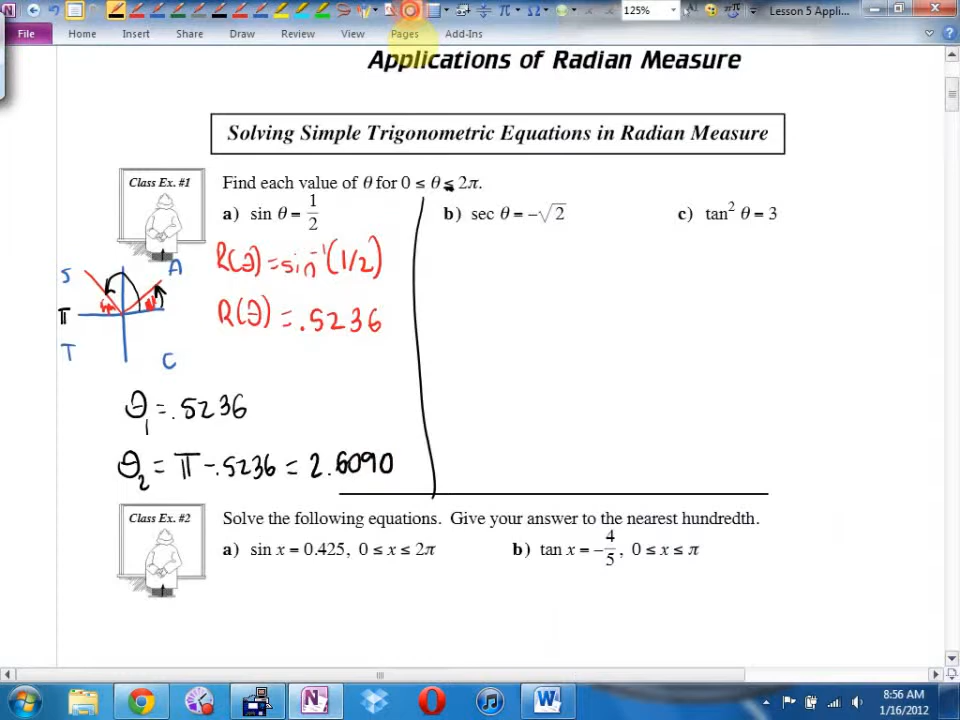 125%
Lesson 5 Appli...
File Home Insert Share Draw Review View Pages Add-Ins
Applications of Radian Measure
Solving Simple Trigonometric Equations in Radian Measure
Class Ex. #1
Find each value of θ for 0 ≤ θ ≤ 2π.
a) sin θ = 1/2
b) sec θ = −√2
c) tan² θ = 3
R(θ) = sin⁻¹(1/2)
R(θ) = .5236
S A
π
T C
θ₁ = .5236
θ₂ = π − .5236 = 2.6090
Class Ex. #2
Solve the following equations. Give your answer to the nearest hundredth.
a) sin x = 0.425, 0 ≤ x ≤ 2π
b) tan x = −4/5, 0 ≤ x ≤ π
8:56 AM
1/16/2012